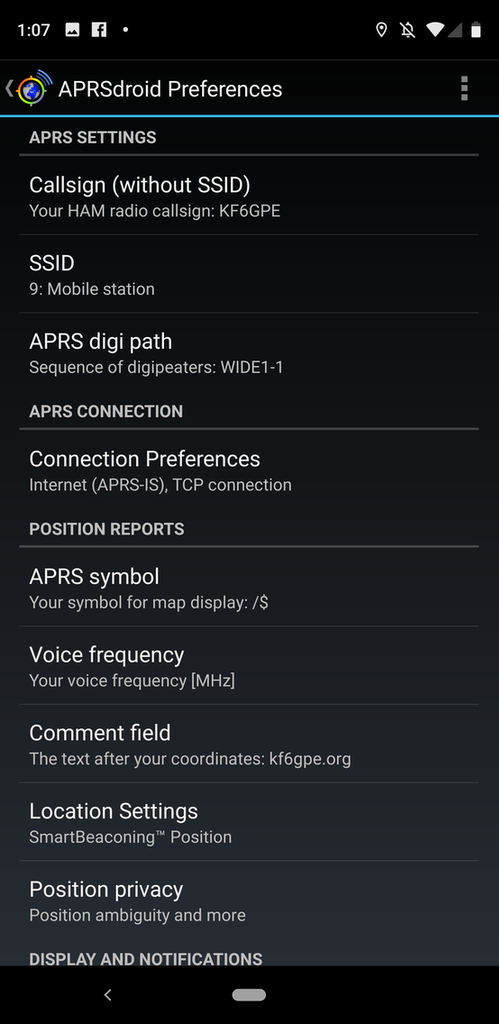 1:07
APRSdroid Preferences
APRS SETTINGS
Callsign (without SSID)
Your HAM radio callsign: KF6GPE
SSID
9: Mobile station
APRS digi path
Sequence of digipeaters: WIDE1-1
APRS CONNECTION
Connection Preferences
Internet (APRS-IS), TCP connection
POSITION REPORTS
APRS symbol
Your symbol for map display: /$
Voice frequency
Your voice frequency [MHz]
Comment field
The text after your coordinates: kf6gpe.org
Location Settings
SmartBeaconing™ Position
Position privacy
Position ambiguity and more
DISPLAY AND NOTIFICATIONS